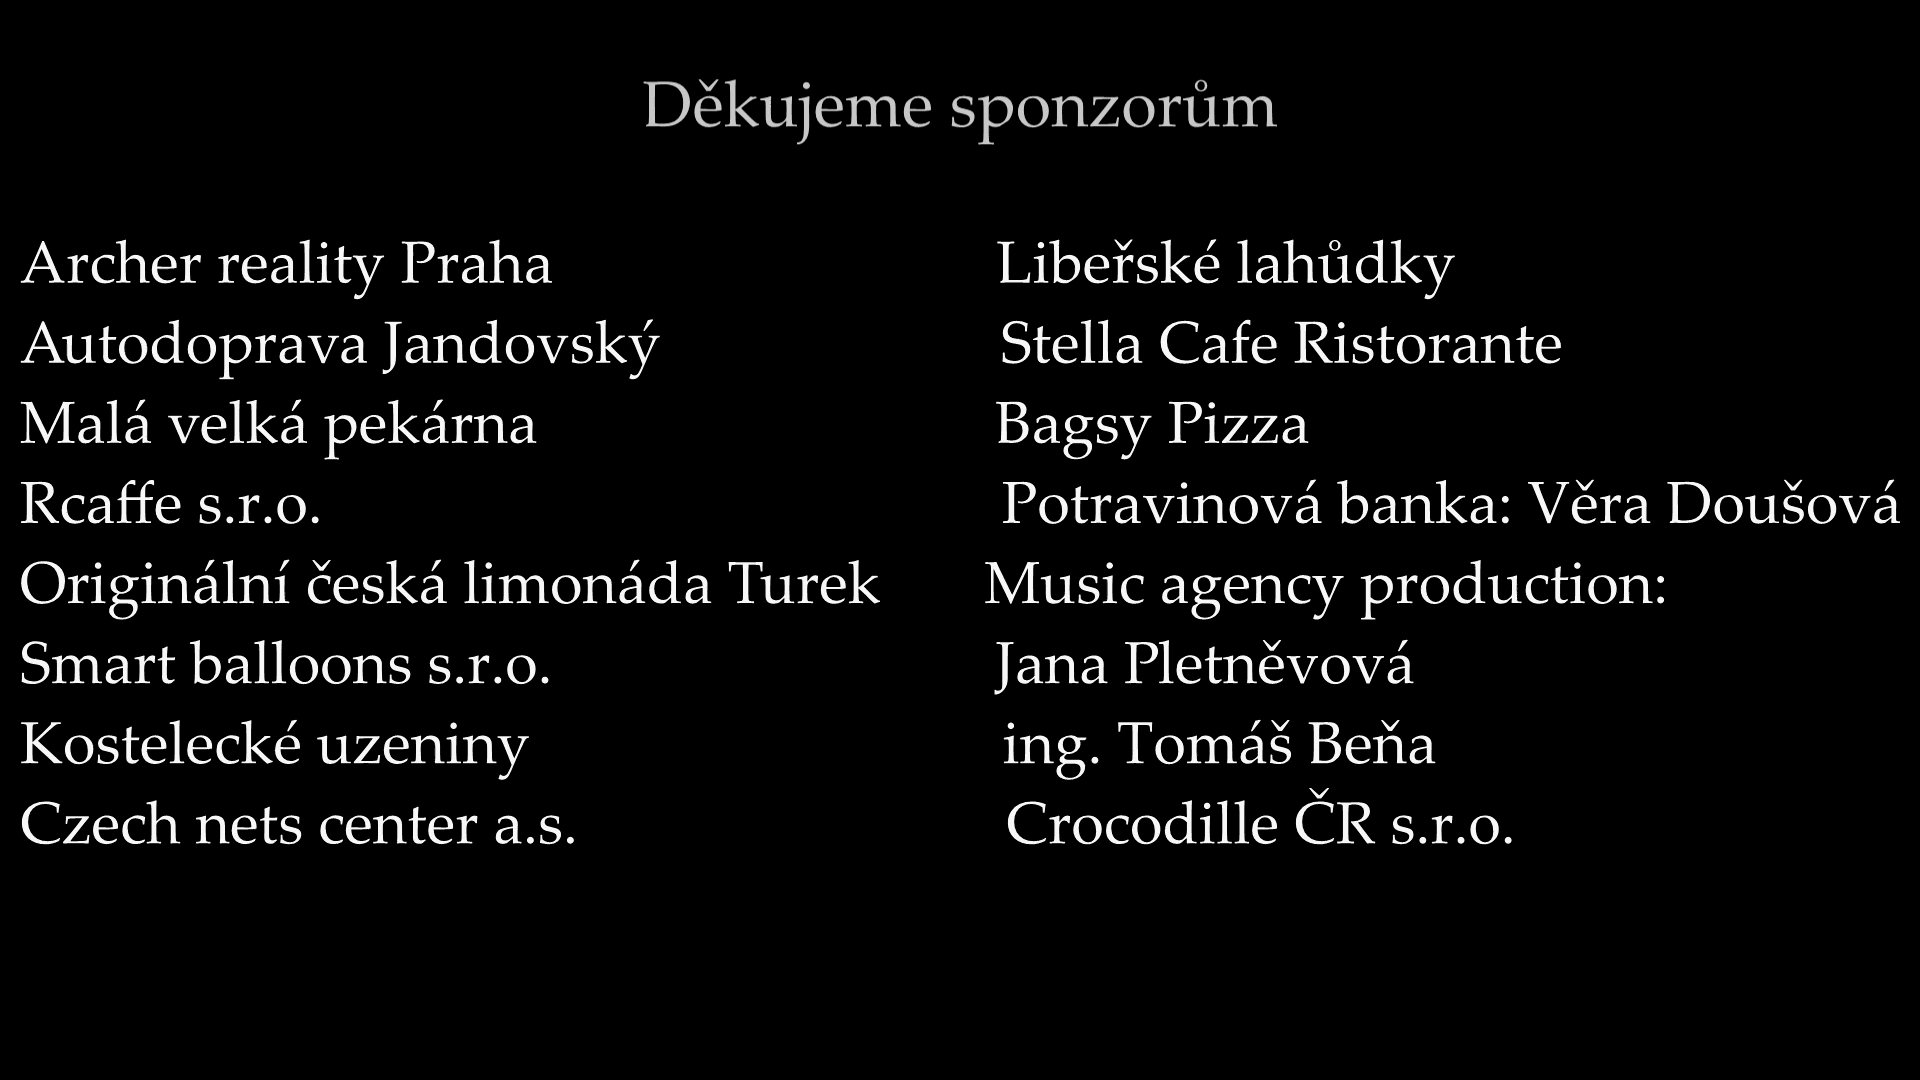 Děkujeme sponzorům
Archer reality Praha
Autodoprava Jandovský
Malá velká pekárna
Rcaffe s.r.o.
Originální česká limonáda Turek
Smart balloons s.r.o.
Kostelecké uzeniny
Czech nets center a.s.
Libeřské lahůdky
Stella Cafe Ristorante
Bagsy Pizza
Potravinová banka: Věra Doušová
Music agency production:
Jana Pletněvová
ing. Tomáš Beňa
Crocodille ČR s.r.o.